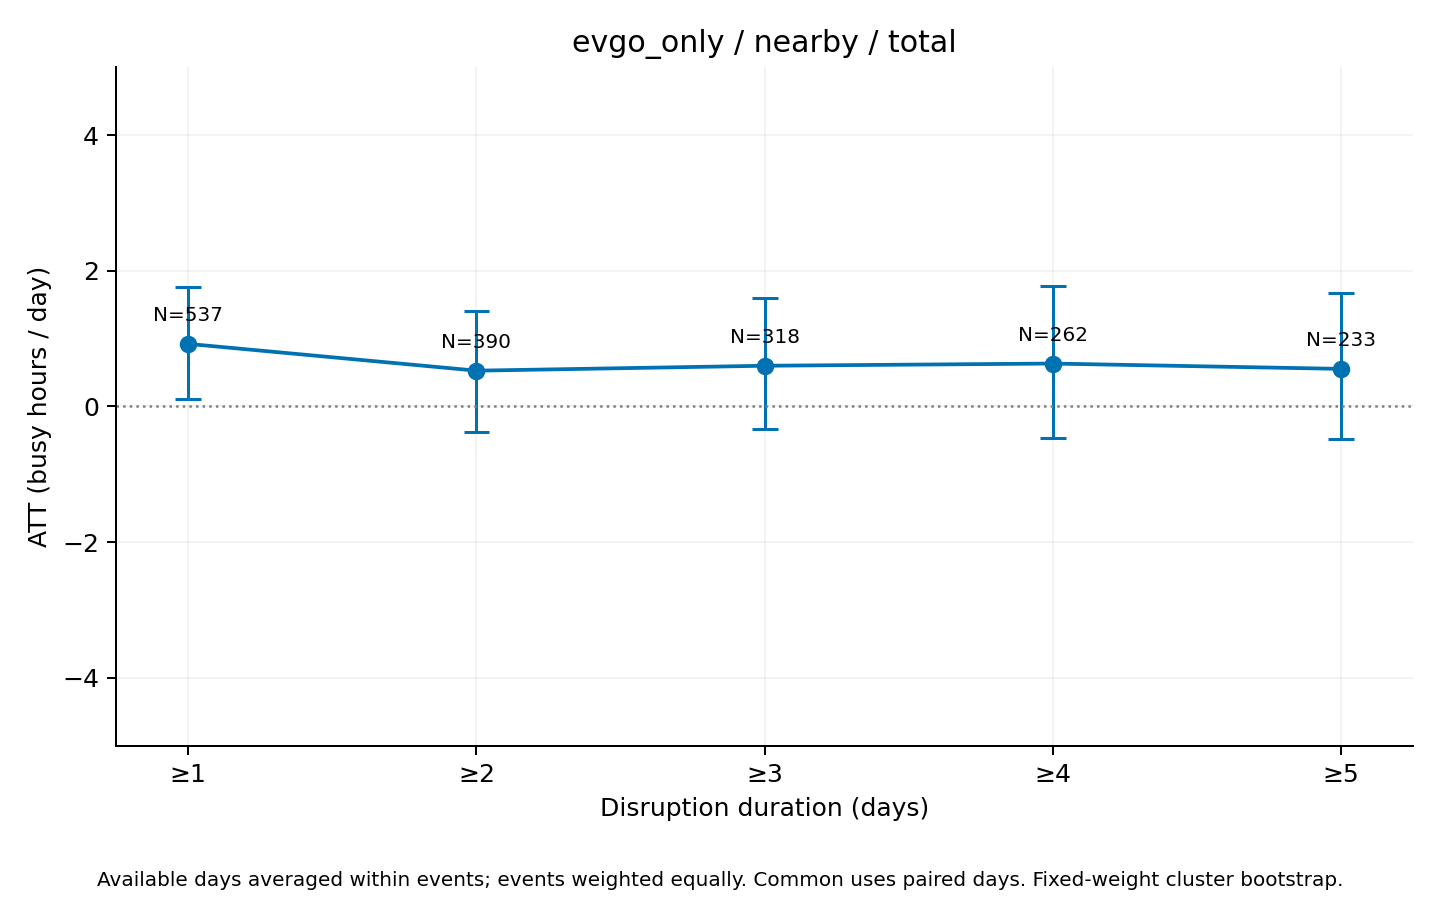 evgo_only / nearby / total
4
2
0
−2
−4
ATT (busy hours / day)
N=537
N=390
N=318
N=262
N=233
≥1
≥2
≥3
≥4
≥5
Disruption duration (days)
Available days averaged within events; events weighted equally. Common uses paired days. Fixed-weight cluster bootstrap.